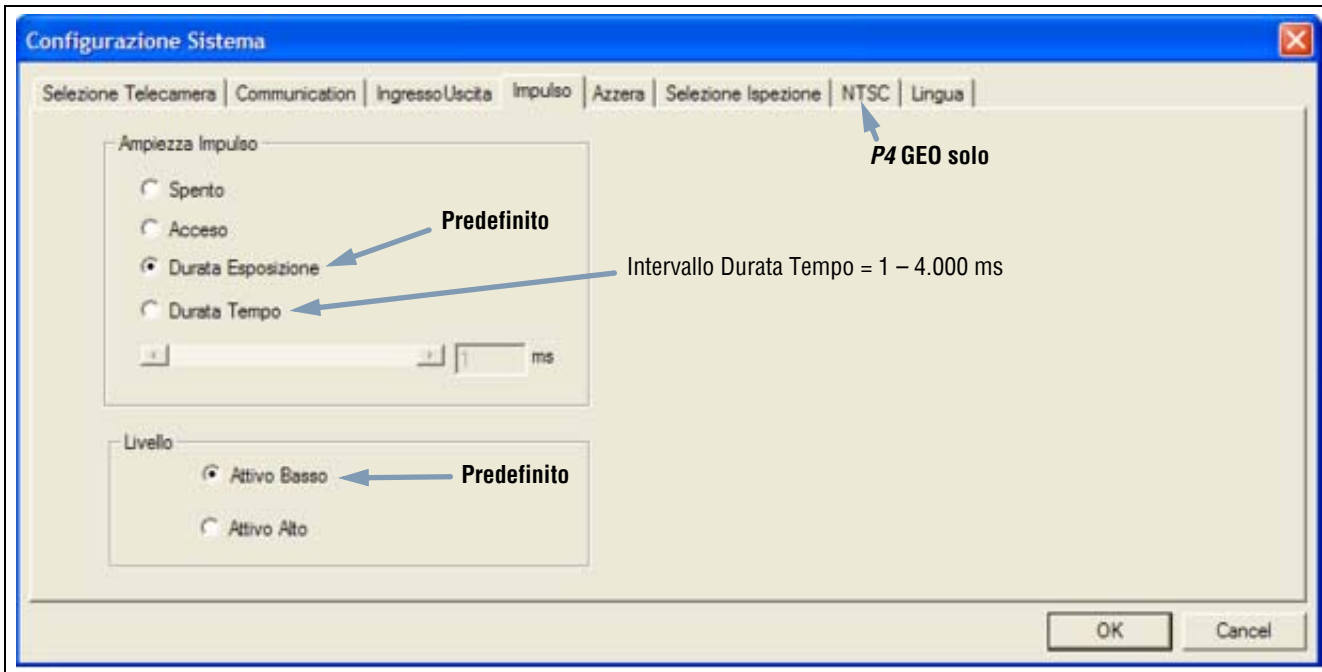 Configurazione Sistema
Selezione Telecamera Communication IngressoUscita Impulso Azzera Selezione Ispezione NTSC Lingua
P4 GEO solo
Ampiezza Impulso
Spento
Acceso
Predefinito
Durata Esposizione
Intervallo Durata Tempo = 1 – 4.000 ms
Durata Tempo
1 ms
Livello
Attivo Basso
Predefinito
Attivo Alto
OK Cancel